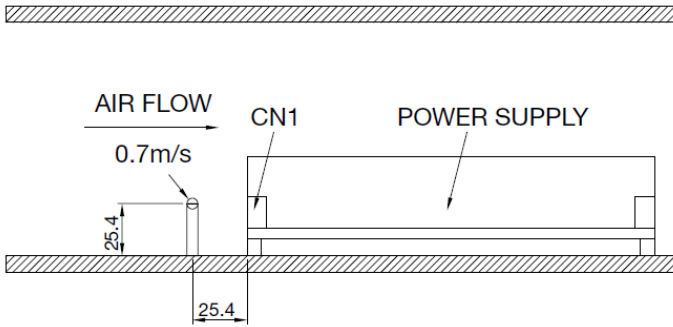 AIR FLOW
CN1
POWER SUPPLY
0.7m/s
25.4
25.4